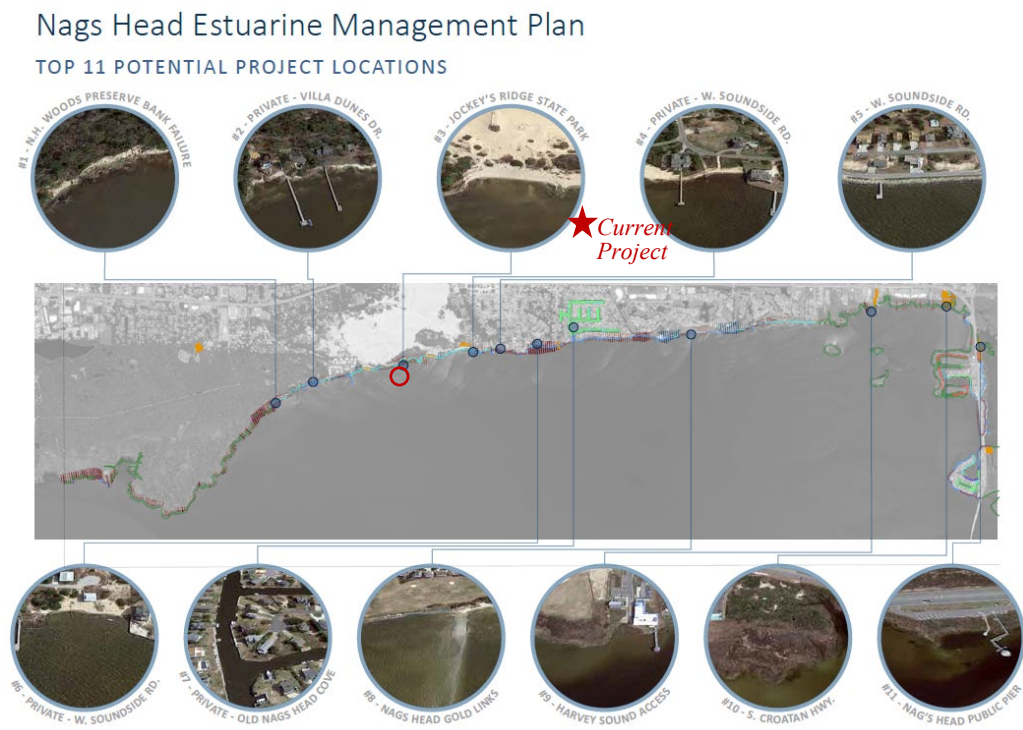 Nags Head Estuarine Management Plan
TOP 11 POTENTIAL PROJECT LOCATIONS
#1 - N.H. WOODS PRESERVE BANK FAILURE
#2 - PRIVATE - VILLA DUNES DR.
#3 - JOCKEY'S RIDGE STATE PARK
#4 - PRIVATE - W. SOUNDSIDE RD.
#5 - W. SOUNDSIDE RD.
Current
Project
#6 - PRIVATE - W. SOUNDSIDE RD.
#7 - PRIVATE - OLD NAGS HEAD COVE
#8 - NAGS HEAD GOLD LINKS
#9 - HARVEY SOUND ACCESS
#10 - S. CROATAN HWY.
#11 - NAG'S HEAD PUBLIC PIER